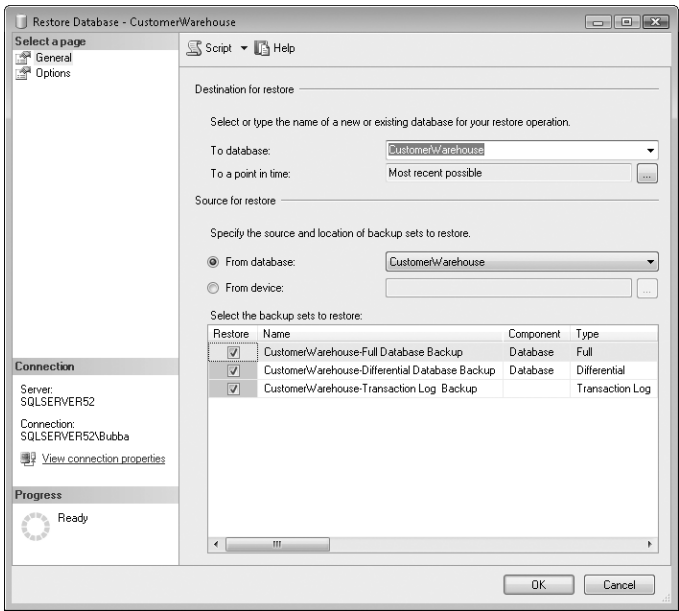 Restore Database - CustomerWarehouse
Select a page
General
Options
Script Help
Destination for restore
Select or type the name of a new or existing database for your restore operation.
To database: CustomerWarehouse
To a point in time: Most recent possible ...
Source for restore
Specify the source and location of backup sets to restore.
From database: CustomerWarehouse
From device: ...
Select the backup sets to restore:
Restore Name Component Type
CustomerWarehouse-Full Database Backup Database Full
CustomerWarehouse-Differential Database Backup Database Differential
CustomerWarehouse-Transaction Log Backup Transaction Log
Connection
Server:
SQLSERVER52
Connection:
SQLSERVER52\Bubba
View connection properties
Progress
Ready
OK Cancel